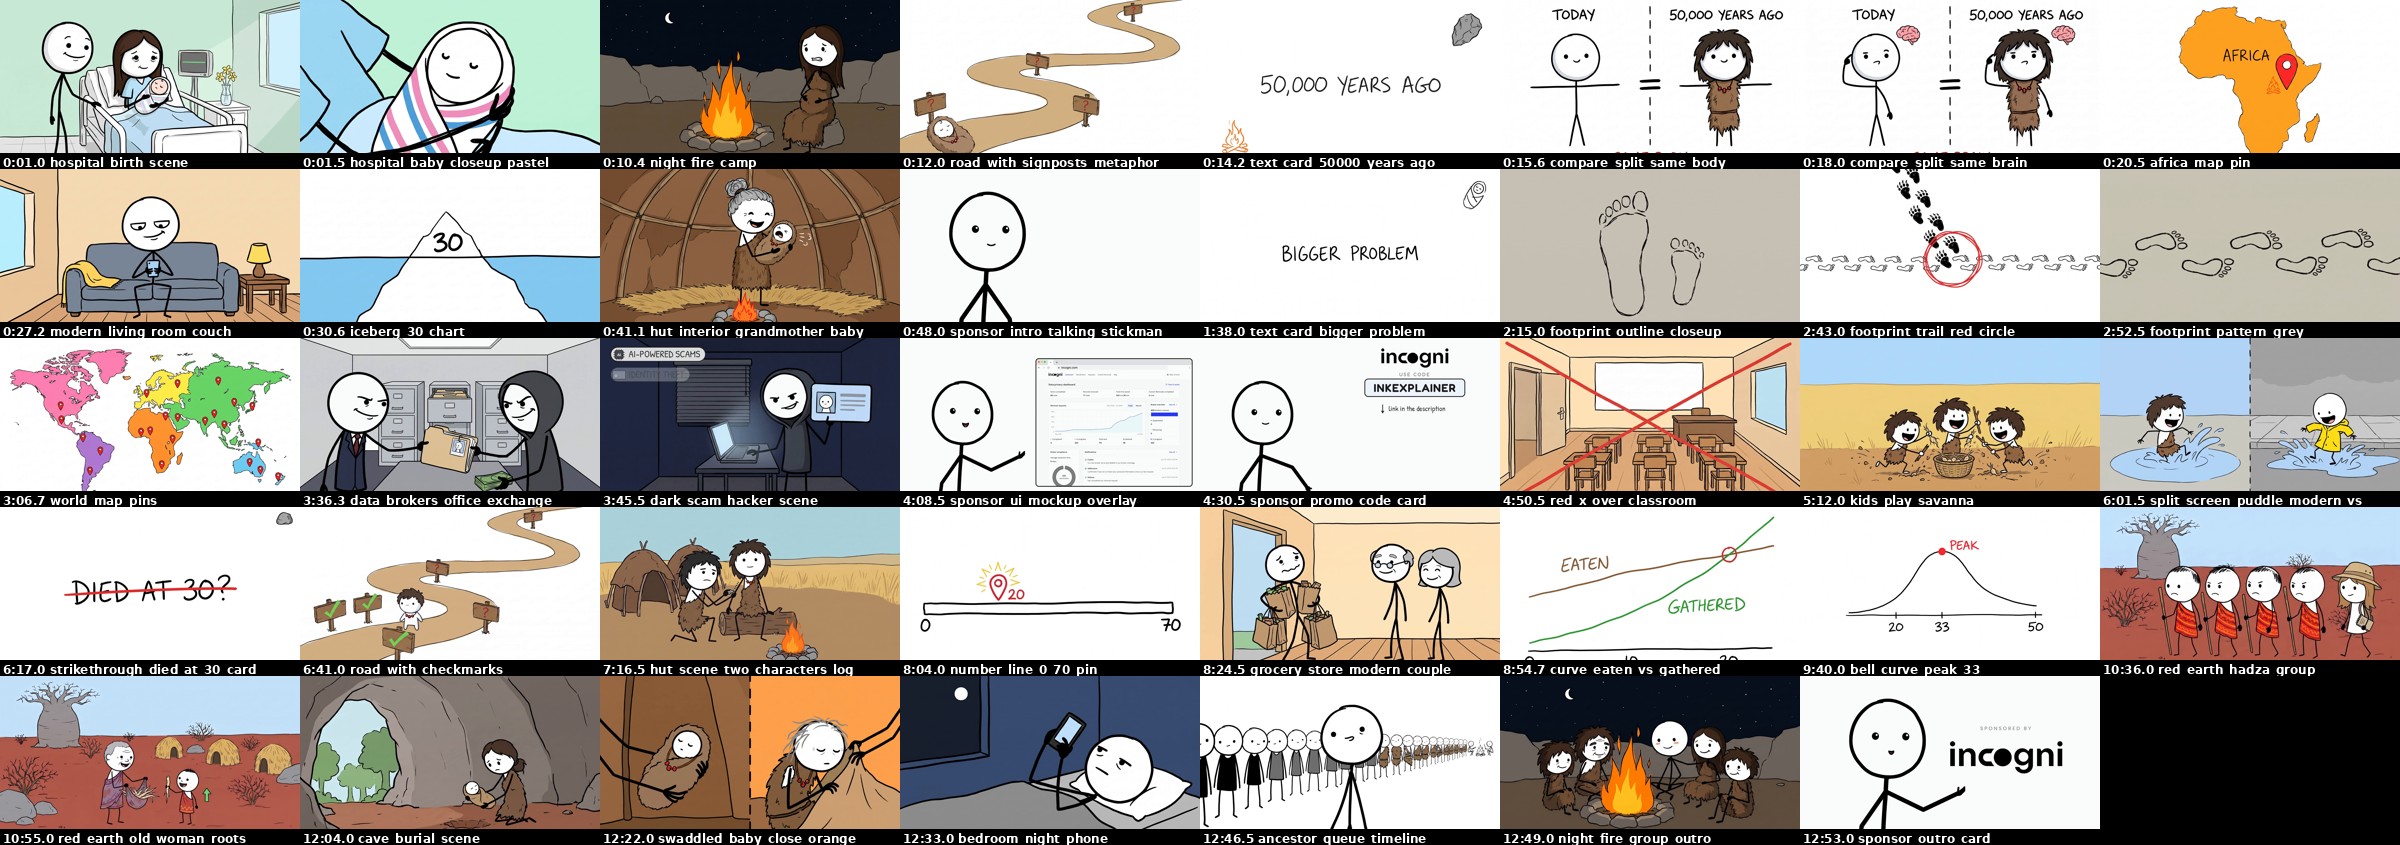 0:01.0 hospital birth scene
0:01.5 hospital baby closeup pastel
0:10.4 night fire camp
?
0:12.0 road with signposts metaphor
50,000 YEARS AGO
0:14.2 text card 50000 years ago
TODAY
50,000 YEARS AGO
=
0:15.6 compare split same body
TODAY
50,000 YEARS AGO
=
0:18.0 compare split same brain
AFRICA
0:20.5 africa map pin
0:27.2 modern living room couch
30
0:30.6 iceberg 30 chart
0:41.1 hut interior grandmother baby
0:48.0 sponsor intro talking stickman
BIGGER PROBLEM
1:38.0 text card bigger problem
2:15.0 footprint outline closeup
2:43.0 footprint trail red circle
2:52.5 footprint pattern grey
3:06.7 world map pins
3:36.3 data brokers office exchange
AI-POWERED SCAMS
IDENTITY THEFT
3:45.5 dark scam hacker scene
incogni
4:08.5 sponsor ui mockup overlay
incogni
USE CODE
INKEXPLAINER
↓ Link in the description
4:30.5 sponsor promo code card
4:50.5 red x over classroom
5:12.0 kids play savanna
6:01.5 split screen puddle modern vs
DIED AT 30?
6:17.0 strikethrough died at 30 card
?
6:41.0 road with checkmarks
7:16.5 hut scene two characters log
20
0
70
8:04.0 number line 0 70 pin
8:24.5 grocery store modern couple
EATEN
GATHERED
8:54.7 curve eaten vs gathered
PEAK
20
33
50
9:40.0 bell curve peak 33
10:36.0 red earth hadza group
10:55.0 red earth old woman roots
12:04.0 cave burial scene
12:22.0 swaddled baby close orange
12:33.0 bedroom night phone
12:46.5 ancestor queue timeline
12:49.0 night fire group outro
SPONSORED BY
incogni
12:53.0 sponsor outro card